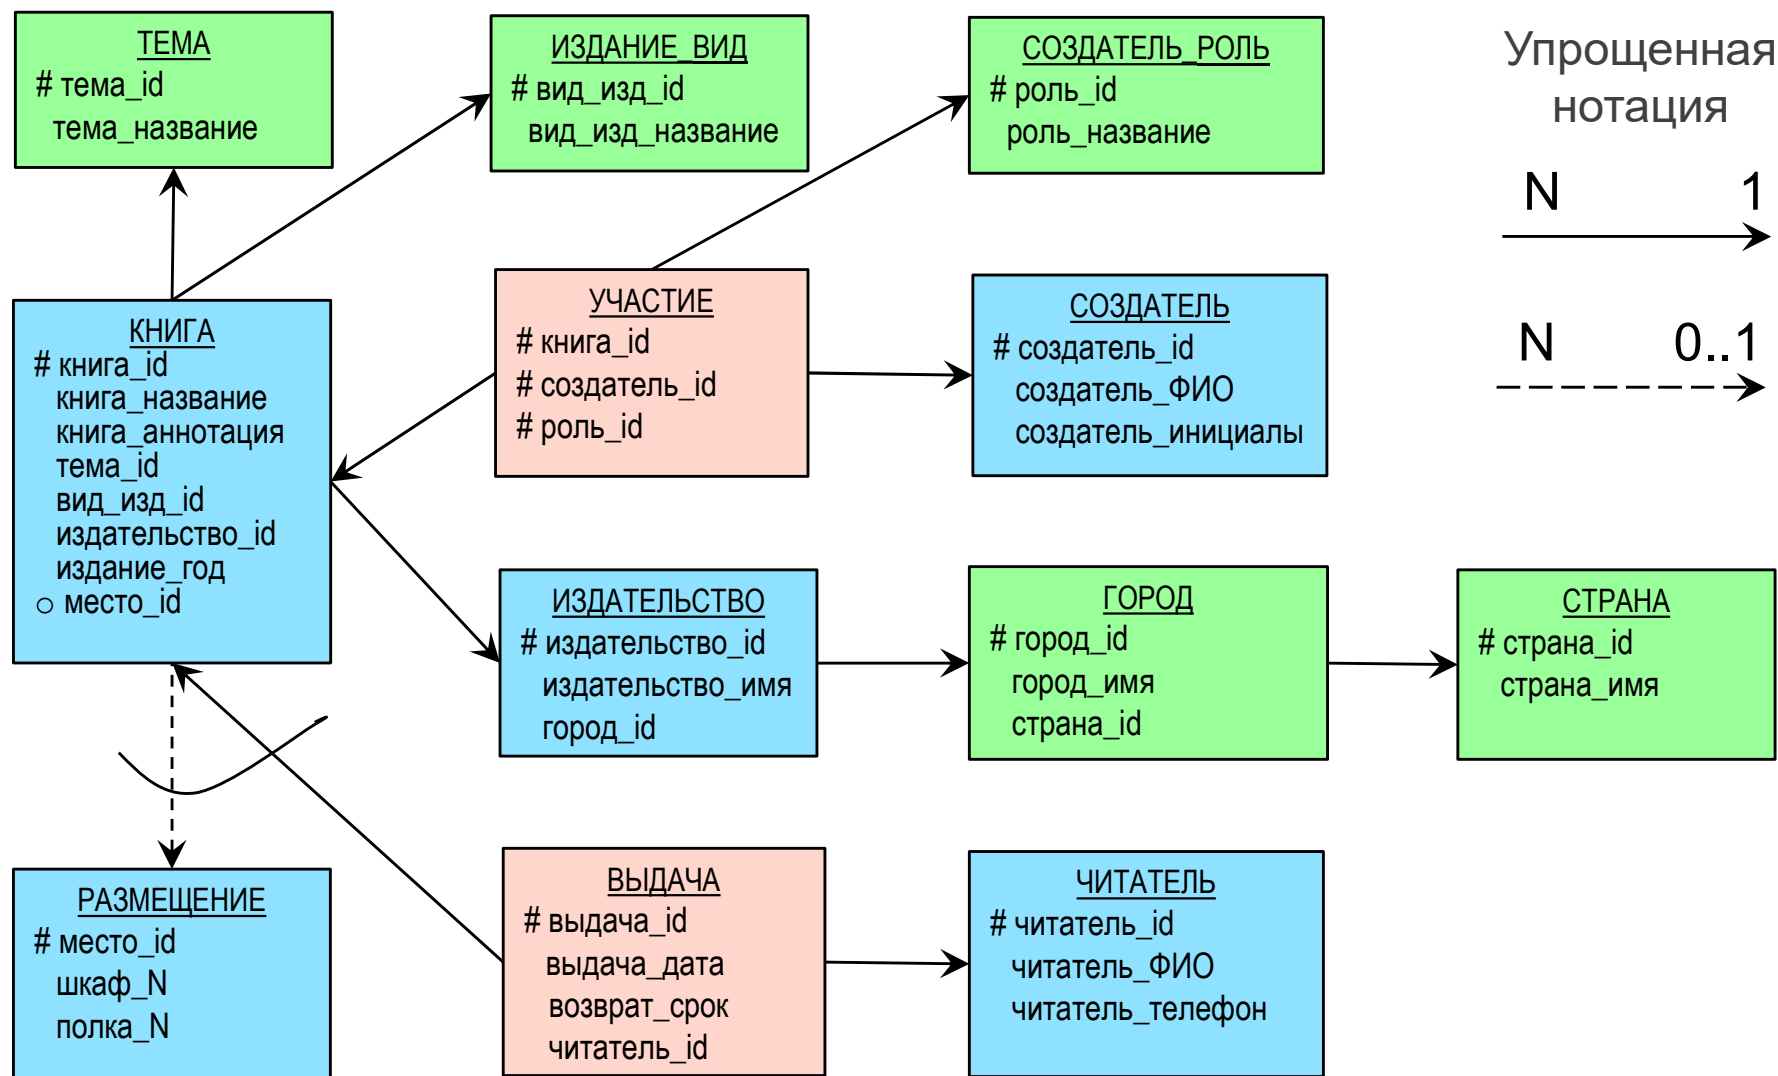 ТЕМА
# тема_id
тема_название
ИЗДАНИЕ_ВИД
# вид_изд_id
вид_изд_название
СОЗДАТЕЛЬ_РОЛЬ
# роль_id
роль_название
Упрощенная
нотация
N 1
N 0..1
КНИГА
# книга_id
книга_название
книга_аннотация
тема_id
вид_изд_id
издательство_id
издание_год
○ место_id
УЧАСТИЕ
# книга_id
# создатель_id
# роль_id
СОЗДАТЕЛЬ
# создатель_id
создатель_ФИО
создатель_инициалы
ИЗДАТЕЛЬСТВО
# издательство_id
издательство_имя
город_id
ГОРОД
# город_id
город_имя
страна_id
СТРАНА
# страна_id
страна_имя
РАЗМЕЩЕНИЕ
# место_id
шкаф_N
полка_N
ВЫДАЧА
# выдача_id
выдача_дата
возврат_срок
читатель_id
ЧИТАТЕЛЬ
# читатель_id
читатель_ФИО
читатель_телефон